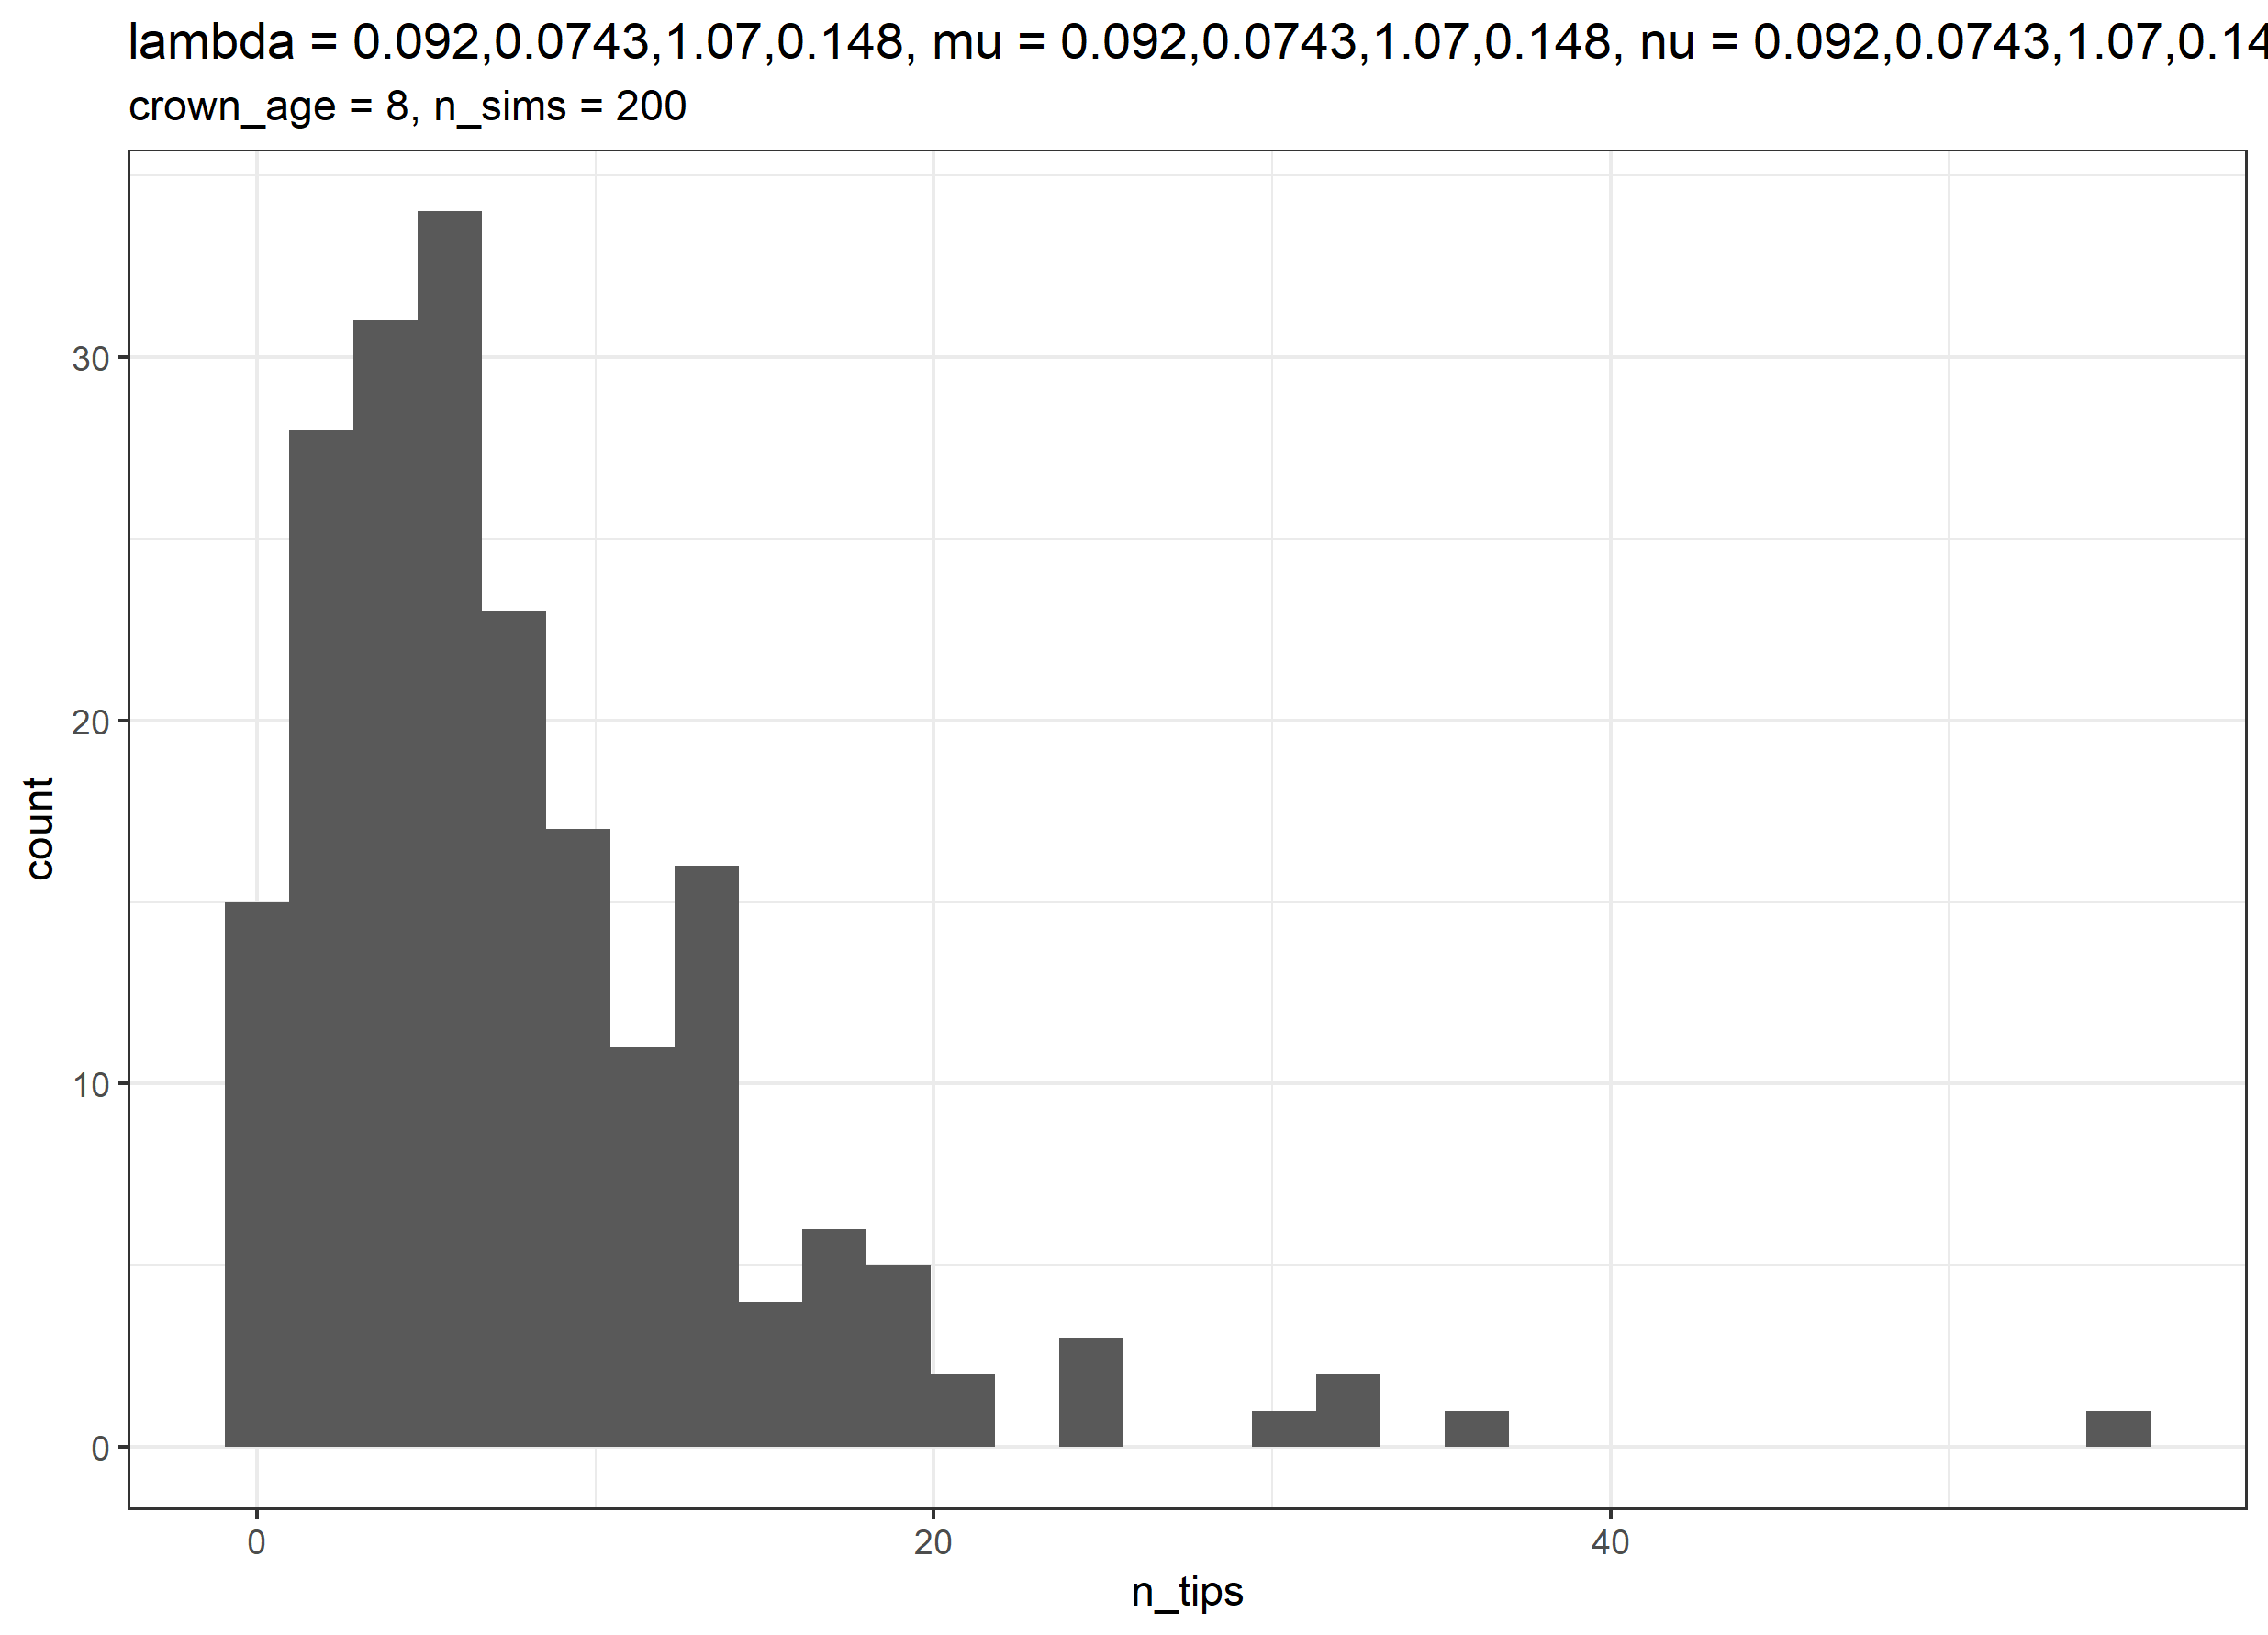 lambda = 0.092,0.0743,1.07,0.148, mu = 0.092,0.0743,1.07,0.148, nu = 0.092,0.0743,1.07,0.14
crown_age = 8, n_sims = 200
30
20
10
0
count
0 20 40
n_tips